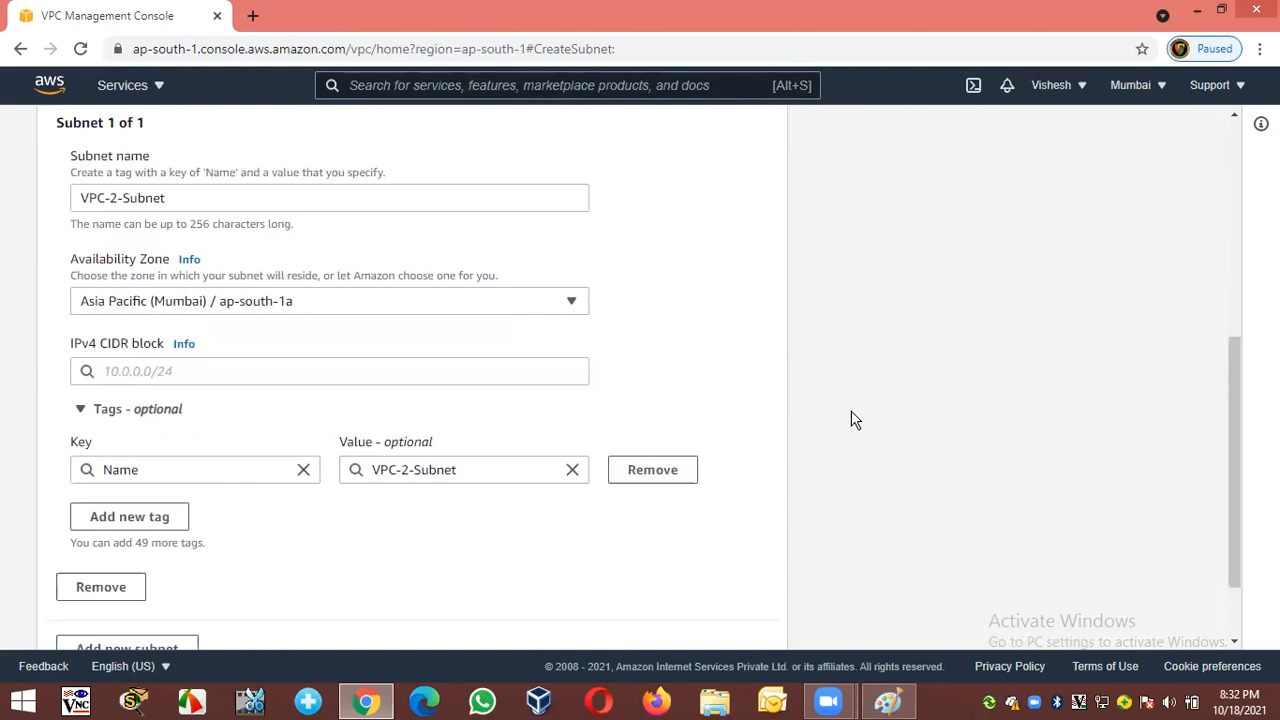 VPC Management Console
ap-south-1.console.aws.amazon.com/vpc/home?region=ap-south-1#CreateSubnet:
Paused
aws
Services
Search for services, features, marketplace products, and docs
[Alt+S]
Vishesh
Mumbai
Support
Subnet 1 of 1
Subnet name
Create a tag with a key of 'Name' and a value that you specify.
VPC-2-Subnet
The name can be up to 256 characters long.
Availability Zone Info
Choose the zone in which your subnet will reside, or let Amazon choose one for you.
Asia Pacific (Mumbai) / ap-south-1a
IPv4 CIDR block Info
10.0.0.0/24
Tags - optional
Key
Value - optional
Name
VPC-2-Subnet
Remove
Add new tag
You can add 49 more tags.
Remove
Add new subnet
Activate Windows
Go to PC settings to activate Windows.
Feedback
English (US)
© 2008 - 2021, Amazon Internet Services Private Ltd. or its affiliates. All rights reserved.
Privacy Policy
Terms of Use
Cookie preferences
VNC
8:32 PM
10/18/2021